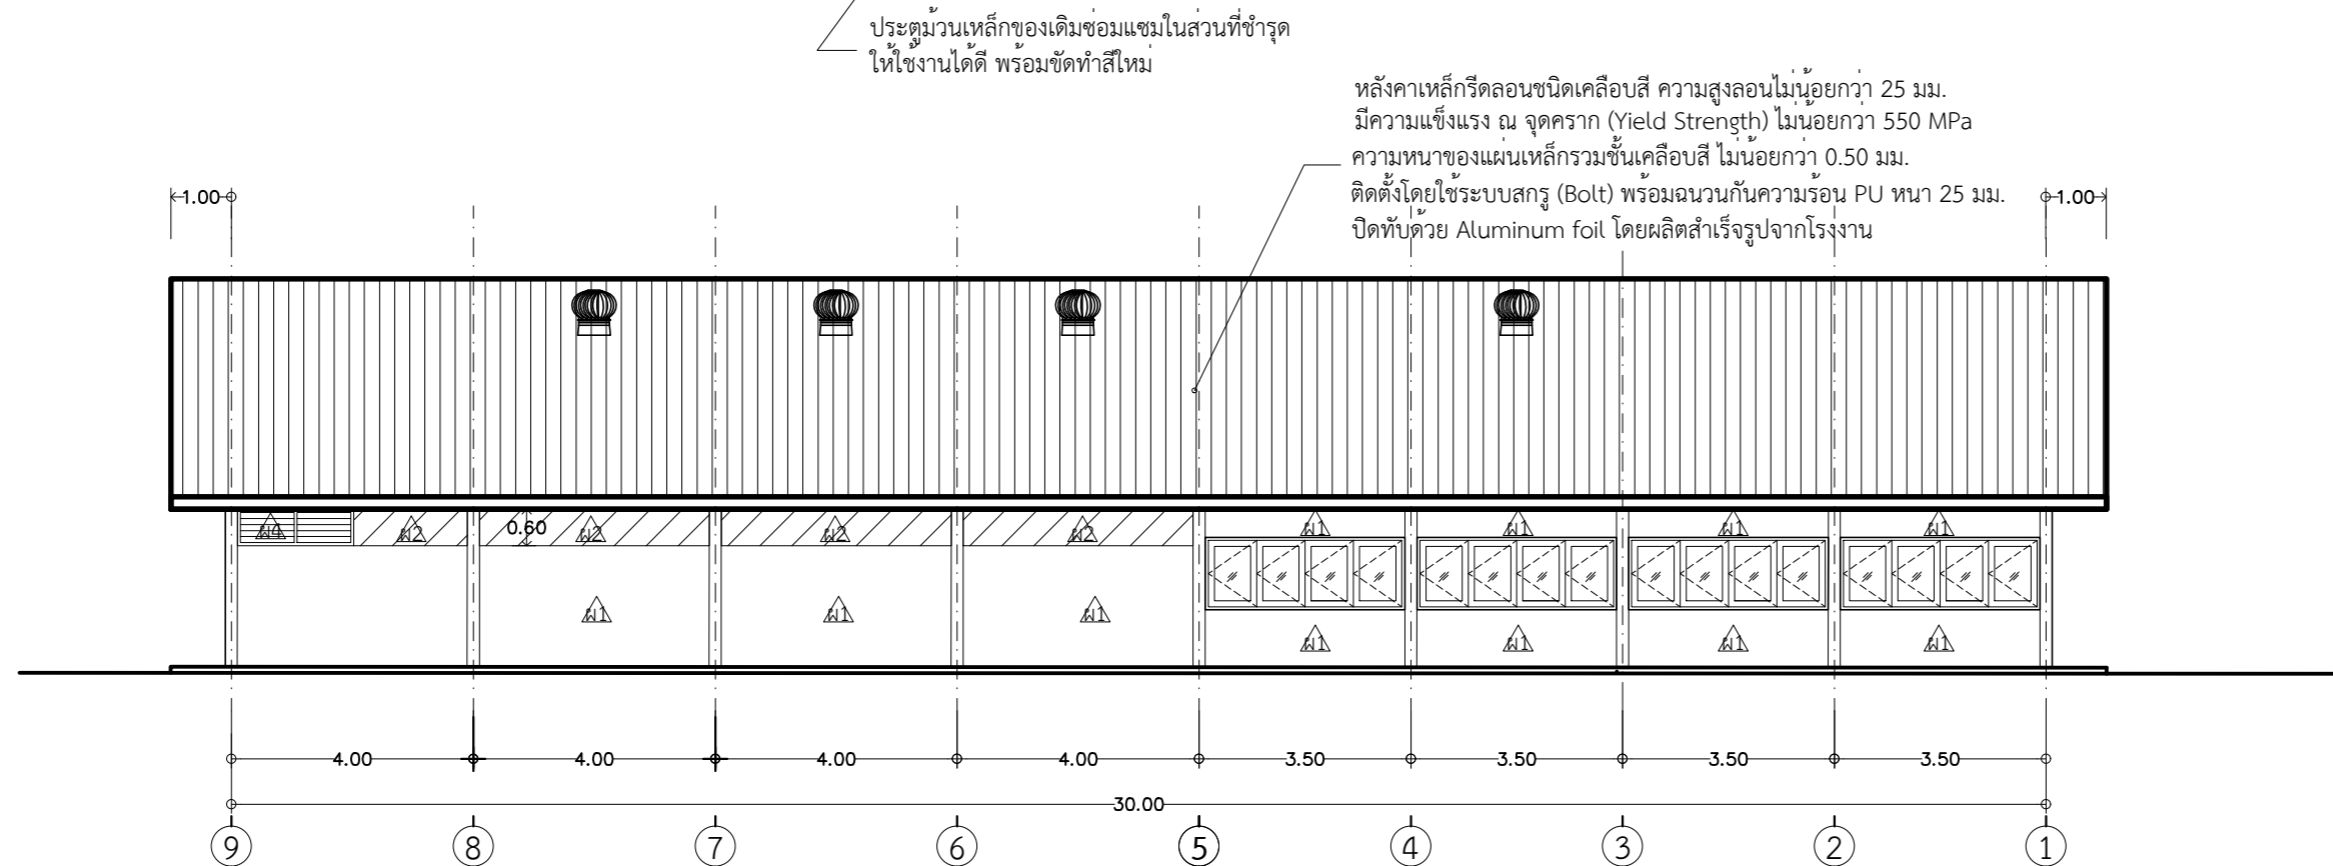 ประตูม้วนเหล็กของเดิมซ่อมแซมในส่วนที่ชำรุด
ให้ใช้งานได้ดี พร้อมขัดทำสีใหม่
หลังคาเหล็กรีดลอนชนิดเคลือบสี ความสูงลอนไม่น้อยกว่า 25 มม.
มีความแข็งแรง ณ จุดคราก (Yield Strength) ไม่น้อยกว่า 550 MPa
ความหนาของแผ่นเหล็กรวมชั้นเคลือบสี ไม่น้อยกว่า 0.50 มม.
ติดตั้งโดยใช้ระบบสกรู (Bolt) พร้อมฉนวนกันความร้อน PU หนา 25 มม.
ปิดทับด้วย Aluminum foil โดยผลิตสำเร็จรูปจากโรงงาน
1.00 1.00
ผ4 ผ2 0.60 ผ2 ผ2 ผ2 ผ1 ผ1 ผ1 ผ1
ผ1 ผ1 ผ1 ผ1 ผ1 ผ1 ผ1
4.00 4.00 4.00 4.00 3.50 3.50 3.50 3.50
30.00
9 8 7 6 5 4 3 2 1